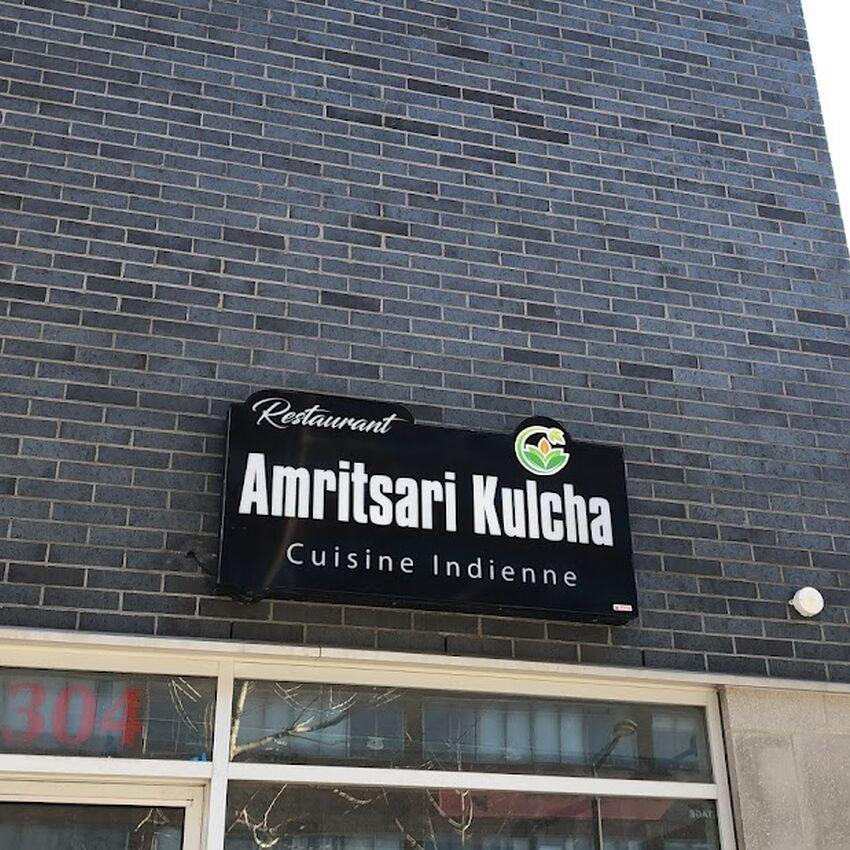 Restaurant
Amritsari Kulcha
Cuisine Indienne
304